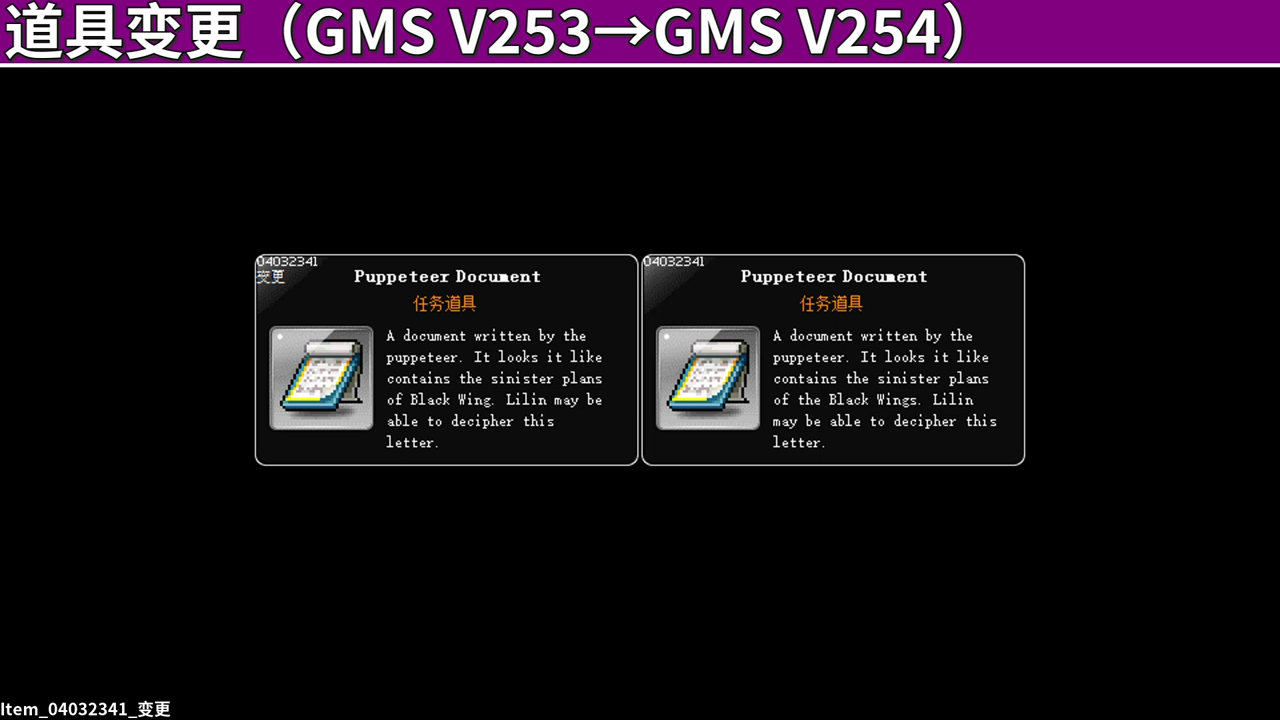 道具变更（GMS V253→GMS V254）
04032341
变更
Puppeteer Document
任务道具
A document written by the
puppeteer. It looks it like
contains the sinister plans
of Black Wing. Lilin may be
able to decipher this
letter.
04032341
Puppeteer Document
任务道具
A document written by the
puppeteer. It looks it like
contains the sinister plans
of the Black Wings. Lilin
may be able to decipher this
letter.
Item_04032341_变更